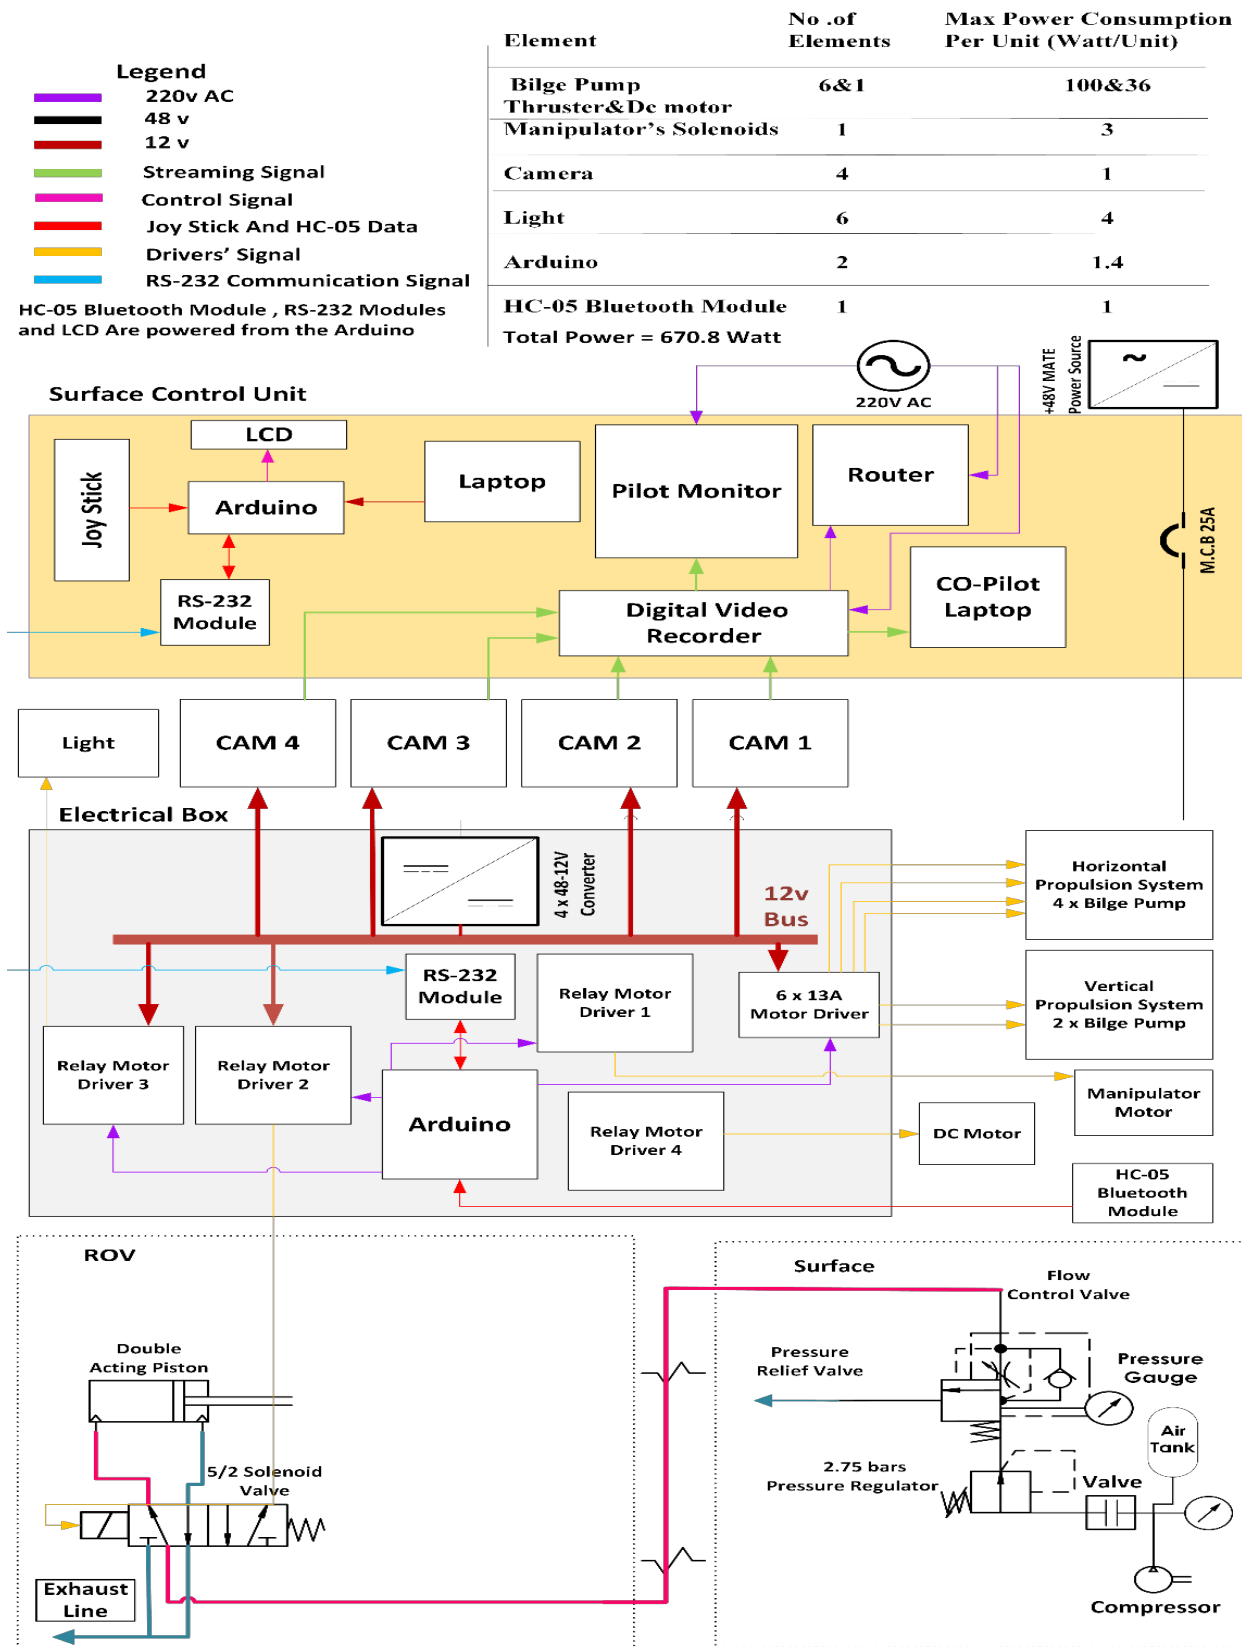 Legend
220v AC
48 v
12 v
Streaming Signal
Control Signal
Joy Stick And HC-05 Data
Drivers' Signal
RS-232 Communication Signal
HC-05 Bluetooth Module , RS-232 Modules
and LCD Are powered from the Arduino
Element
No .of
Elements
Max Power Consumption
Per Unit (Watt/Unit)
Bilge Pump
Thruster&Dc motor
6&1
100&36
Manipulator's Solenoids
1
3
Camera
4
1
Light
6
4
Arduino
2
1.4
HC-05 Bluetooth Module
1
1
Total Power = 670.8 Watt
220V AC
+48V MATE
Power Source
Surface Control Unit
LCD
Joy Stick
Arduino
Laptop
Pilot Monitor
Router
M.C.B 25A
RS-232
Module
Digital Video
Recorder
CO-Pilot
Laptop
Light
CAM 4
CAM 3
CAM 2
CAM 1
Electrical Box
4 x 48-12V
Converter
12v
Bus
Horizontal
Propulsion System
4 x Bilge Pump
RS-232
Module
Relay Motor
Driver 1
6 x 13A
Motor Driver
Vertical
Propulsion System
2 x Bilge Pump
Relay Motor
Driver 3
Relay Motor
Driver 2
Arduino
Relay Motor
Driver 4
DC Motor
Manipulator
Motor
HC-05
Bluetooth
Module
ROV
Surface
Flow
Control Valve
Double
Acting Piston
Pressure
Relief Valve
Pressure
Gauge
Air
Tank
5/2 Solenoid
Valve
2.75 bars
Pressure Regulator
Valve
Exhaust
Line
Compressor